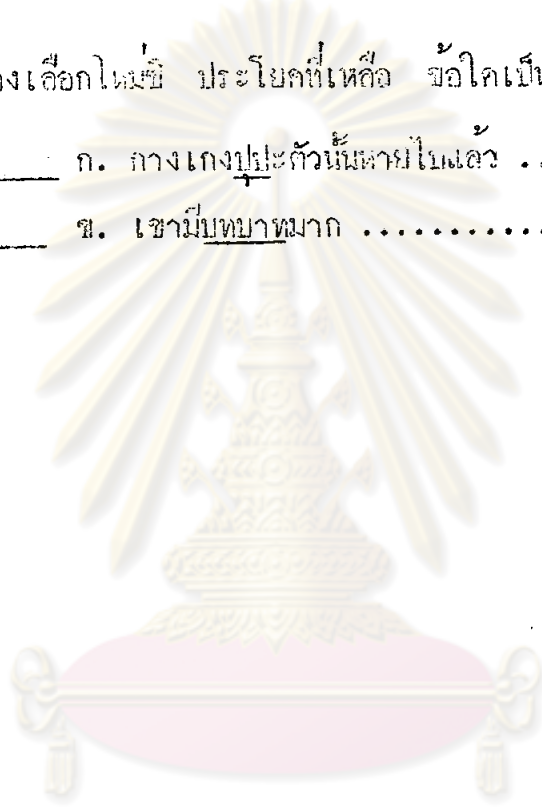 งเลือกใหม่ซิ ประโยคที่เหลือ ข้อใดเป็น
____ ก. กางเกงปุปะตัวนั้นหายไปแล้ว ..
____ ข. เขามีบทบาทมาก ............